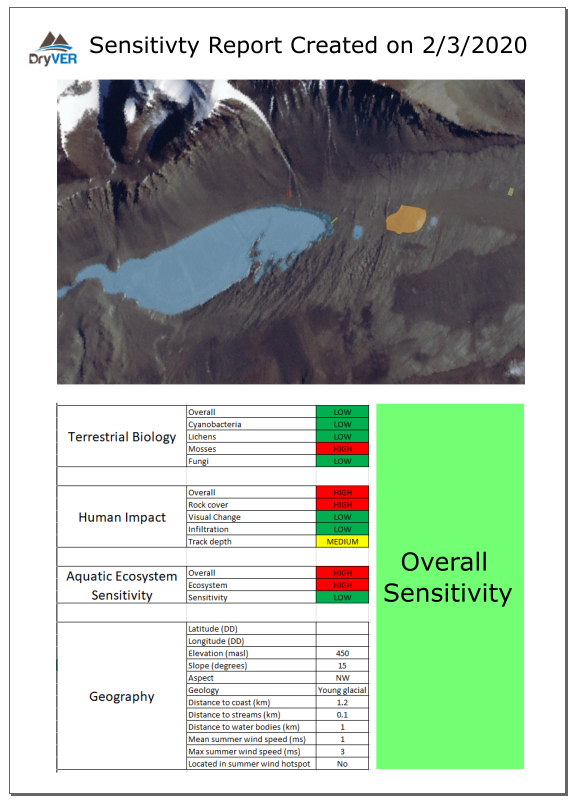 DryVER
Sensitivty Report Created on 2/3/2020
Terrestrial Biology
Overall LOW
Cyanobacteria LOW
Lichens LOW
Mosses HIGH
Fungi LOW
Human Impact
Overall HIGH
Rock cover HIGH
Visual Change LOW
Infiltration LOW
Track depth MEDIUM
Aquatic Ecosystem
Sensitivity
Overall HIGH
Ecosystem HIGH
Sensitivity LOW
Geography
Latitude (DD)
Longitude (DD)
Elevation (masl) 450
Slope (degrees) 15
Aspect NW
Geology Young glacial
Distance to coast (km) 1.2
Distance to streams (km) 0.1
Distance to water bodies (km) 1
Mean summer wind speed (ms) 1
Max summer wind speed (ms) 3
Located in summer wind hotspot No
Overall
Sensitivity